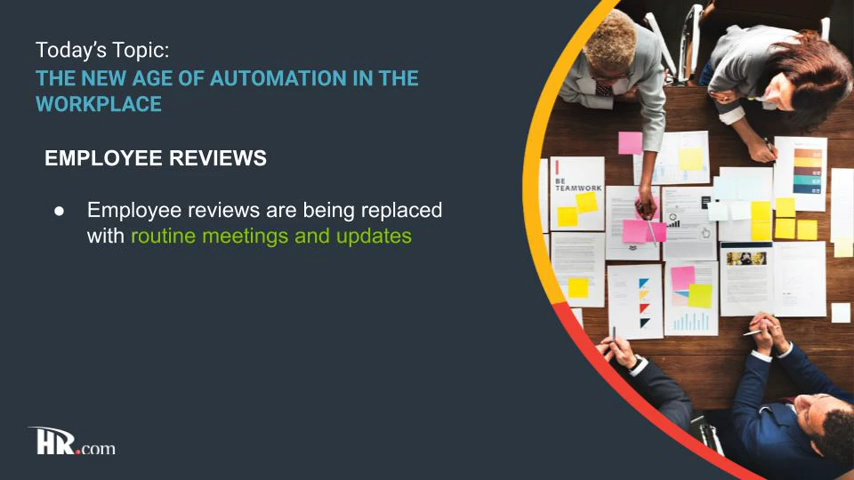 Today's Topic:
THE NEW AGE OF AUTOMATION IN THE
WORKPLACE
EMPLOYEE REVIEWS
● Employee reviews are being replaced
with routine meetings and updates
BE
TEAMWORK
HR.com